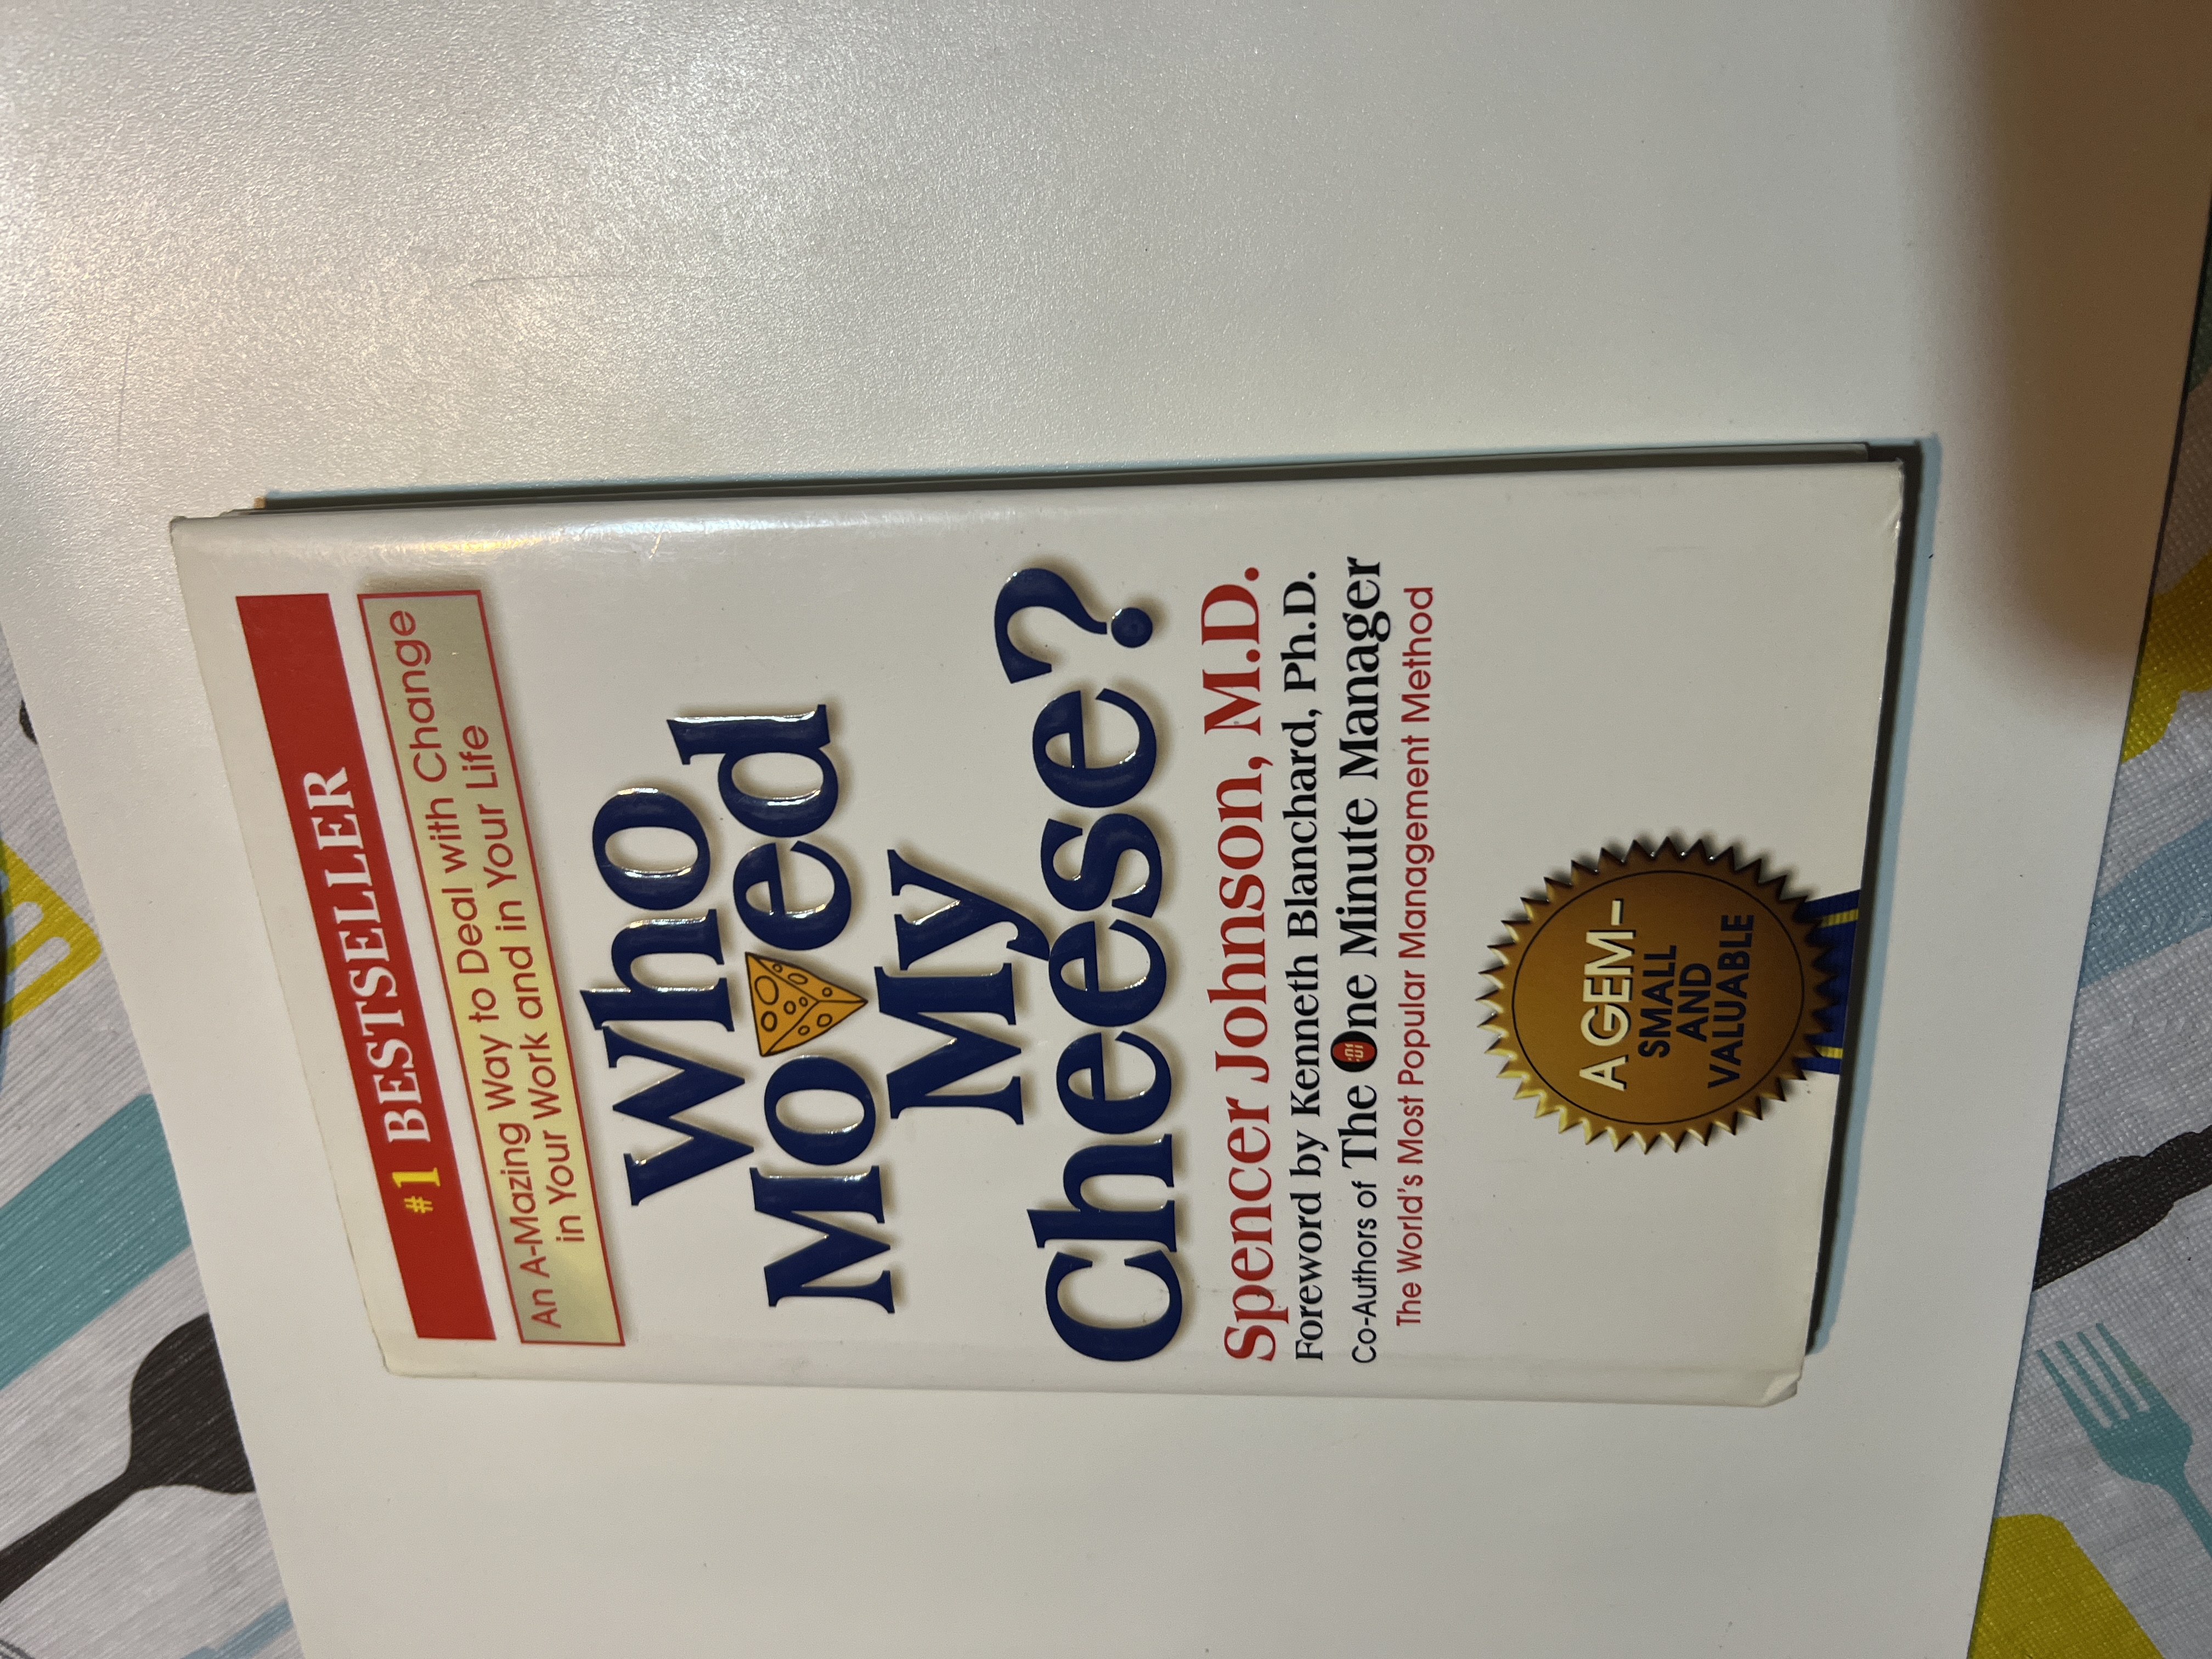 #1 BESTSELLER
An A-Mazing Way to Deal with Change
in Your Work and in Your Life
Who
Moved
My
Cheese?
Spencer Johnson, M.D.
Foreword by Kenneth Blanchard, Ph.D.
Co-Authors of The One Minute Manager
The World's Most Popular Management Method
A GEM–
SMALL
AND
VALUABLE